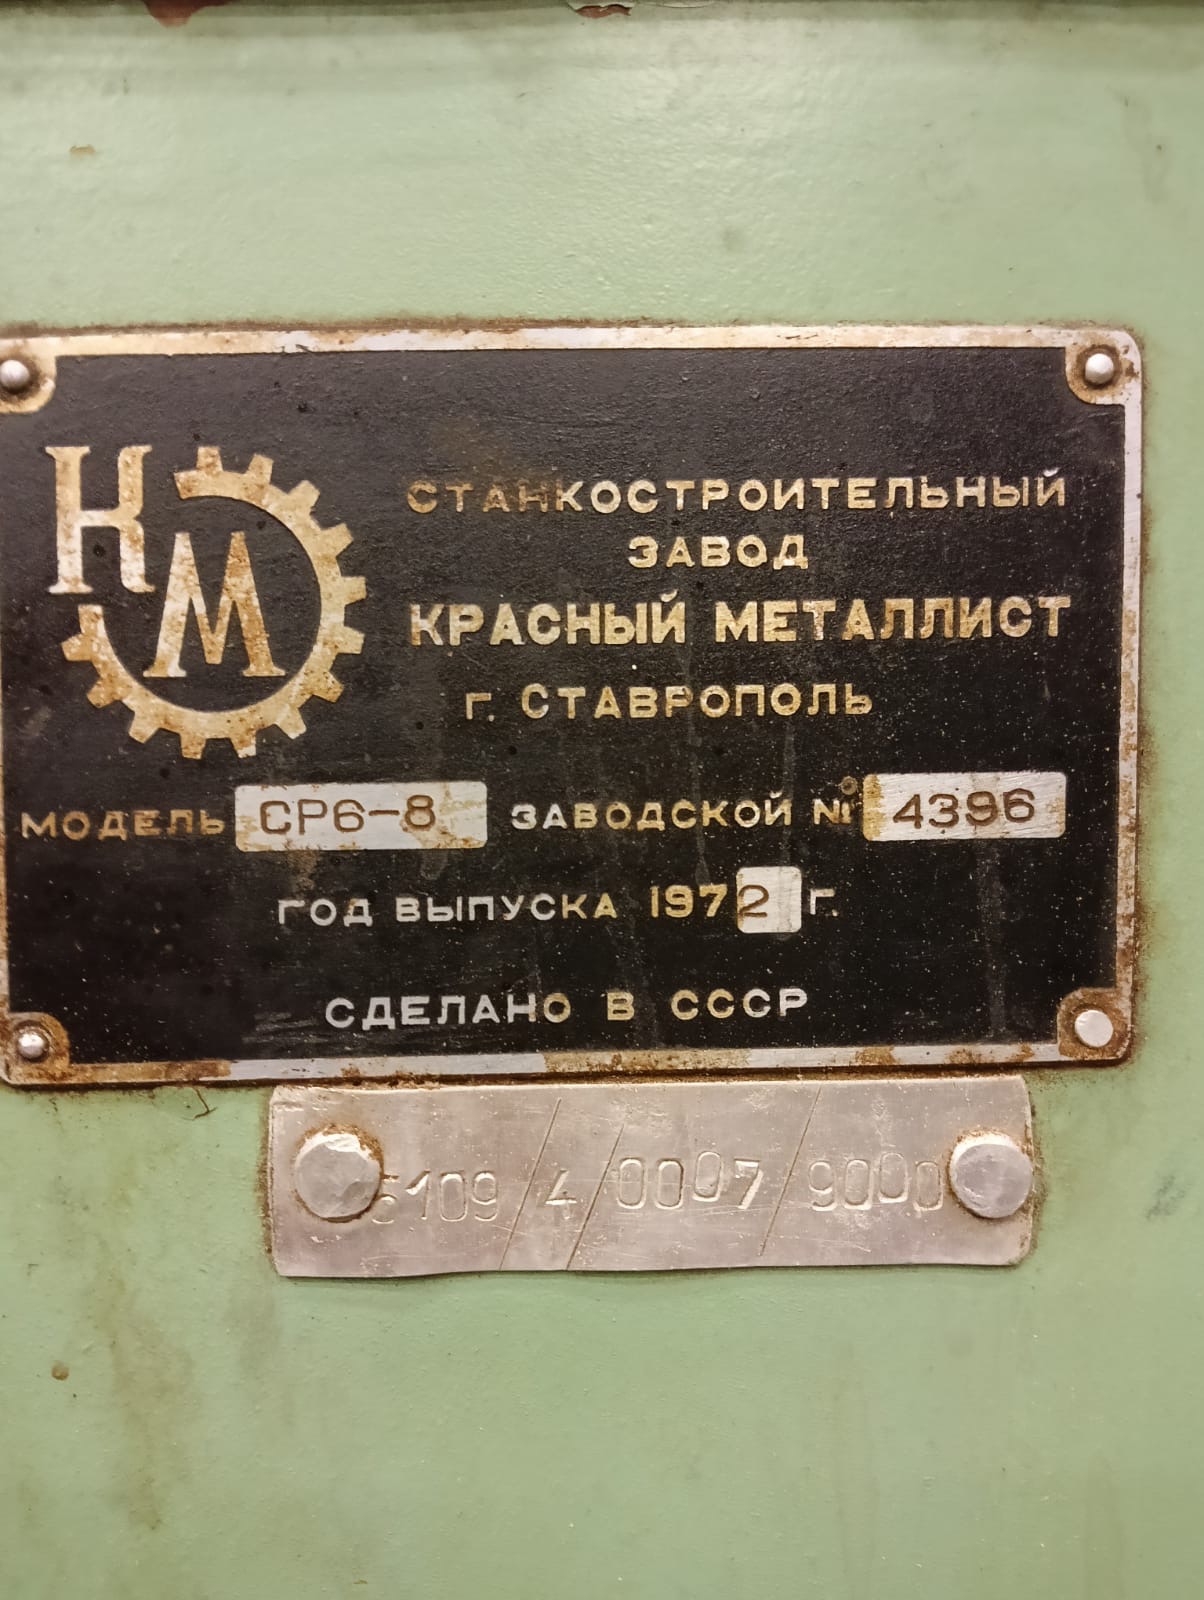 КМ
СТАНКОСТРОИТЕЛЬНЫЙ
ЗАВОД
КРАСНЫЙ МЕТАЛЛИСТ
г. СТАВРОПОЛЬ
МОДЕЛЬ СР6-8 ЗАВОДСКОЙ № 4396
ГОД ВЫПУСКА 1972 Г.
СДЕЛАНО В СССР
/4/0007/9000